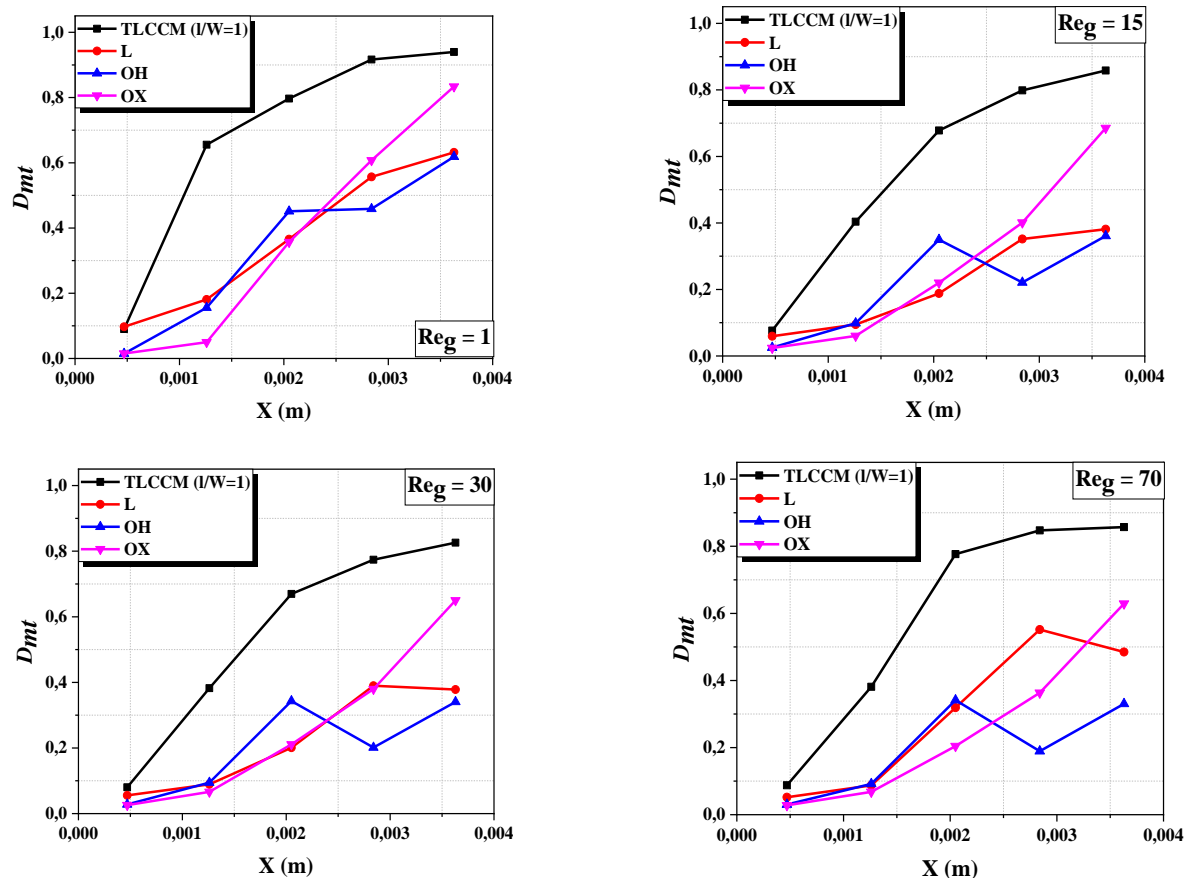 TLCCM (l/W=1)
L
OH
OX
1,0
0,8
0,6
0,4
0,2
0,0
Dmt
Reg = 1
0,000 0,001 0,002 0,003 0,004
X (m)
TLCCM (l/W=1)
L
OH
OX
Reg = 15
1,0
0,8
0,6
0,4
0,2
0,0
Dmt
0,000 0,001 0,002 0,003 0,004
X (m)
TLCCM (l/W=1)
L
OH
OX
Reg = 30
1,0
0,8
0,6
0,4
0,2
0,0
Dmt
0,000 0,001 0,002 0,003 0,004
X (m)
TLCCM (l/W=1)
L
OH
OX
Reg = 70
1,0
0,8
0,6
0,4
0,2
0,0
Dmt
0,000 0,001 0,002 0,003 0,004
X (m)